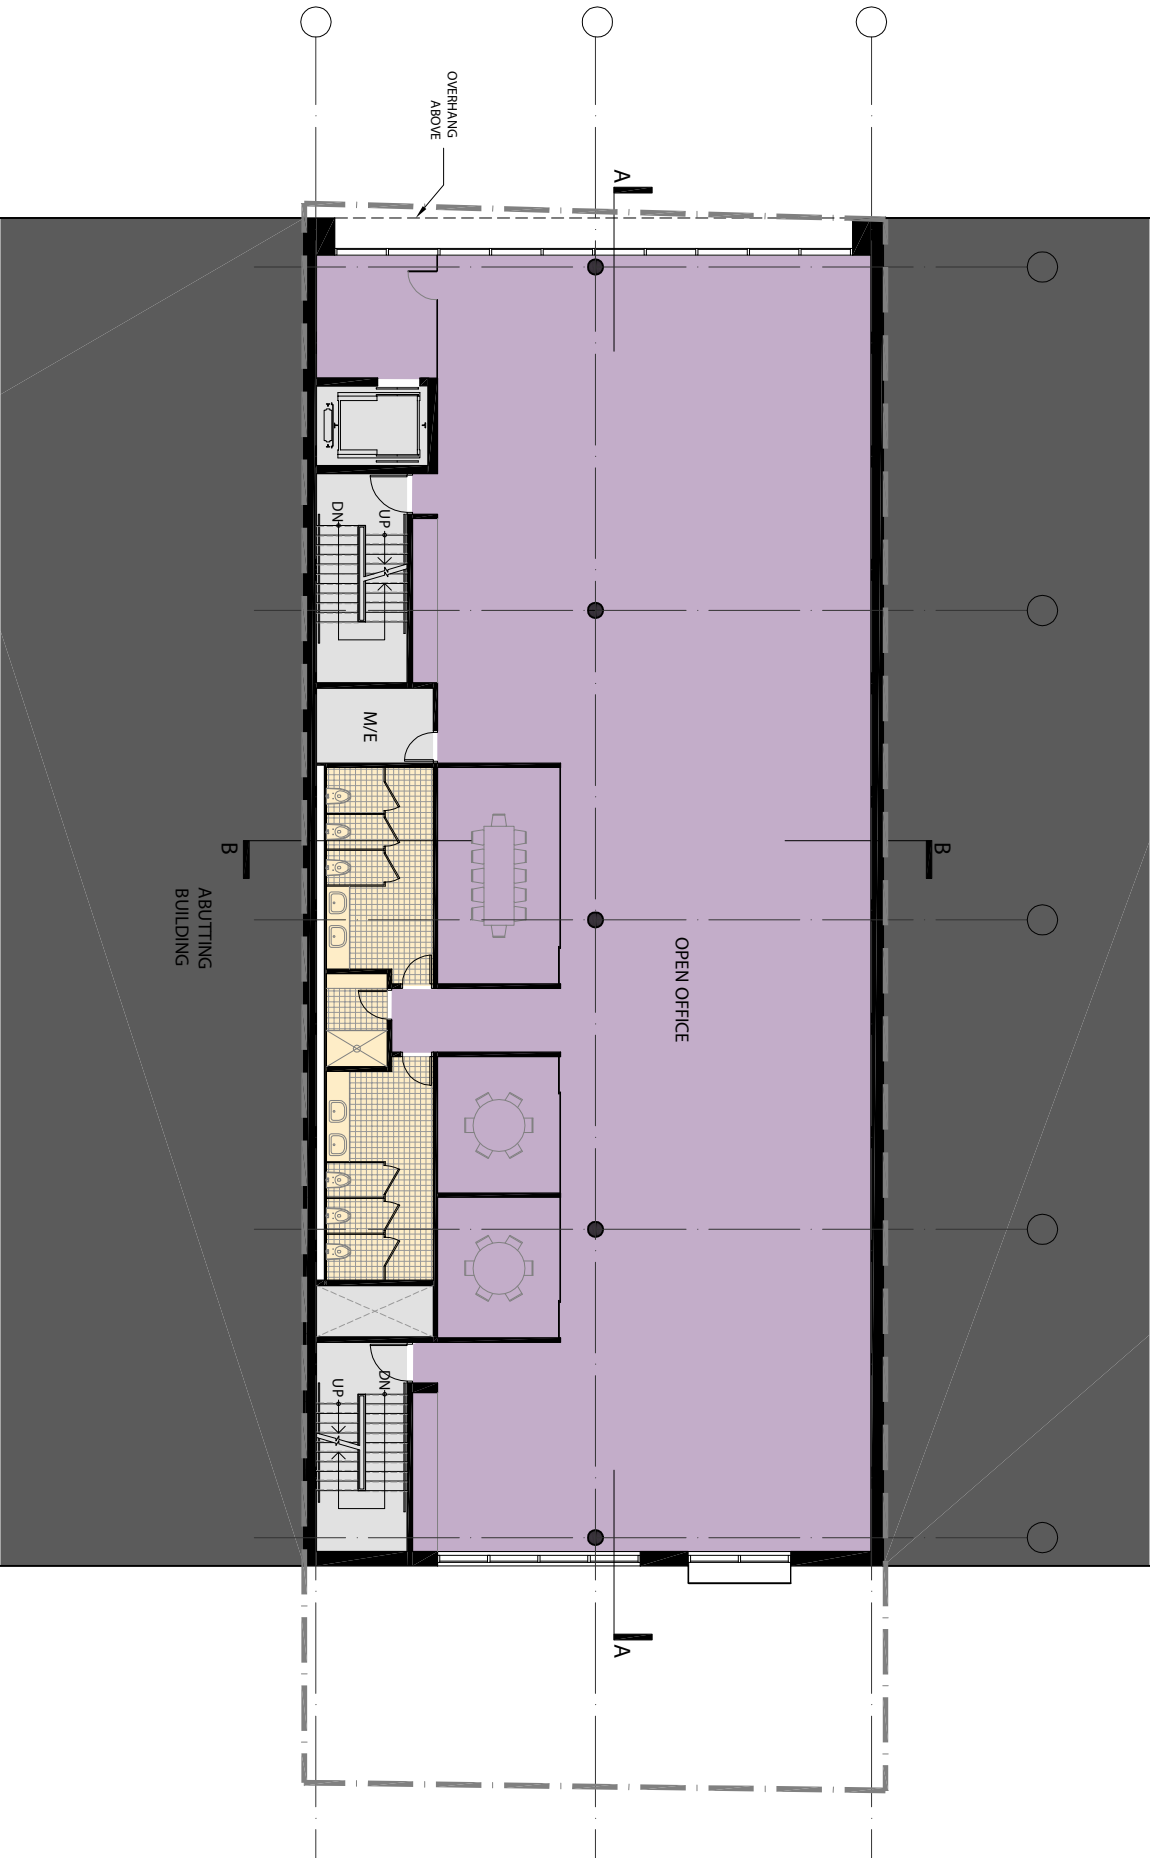 OVERHANG
ABOVE
A
DN
UP
M/E
B
B
ABUTTING
BUILDING
OPEN OFFICE
DN
UP
A